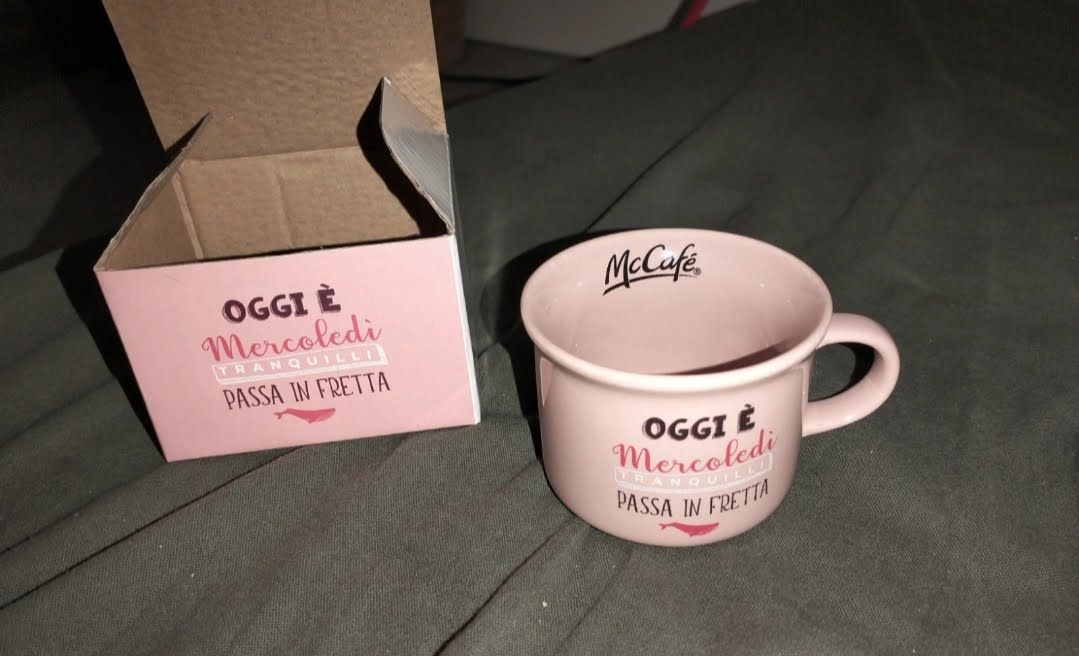 OGGI È
Mercoledì
TRANQUILLI
PASSA IN FRETTA
McCafé®
OGGI È
Mercoledì
TRANQUILLI
PASSA IN FRETTA